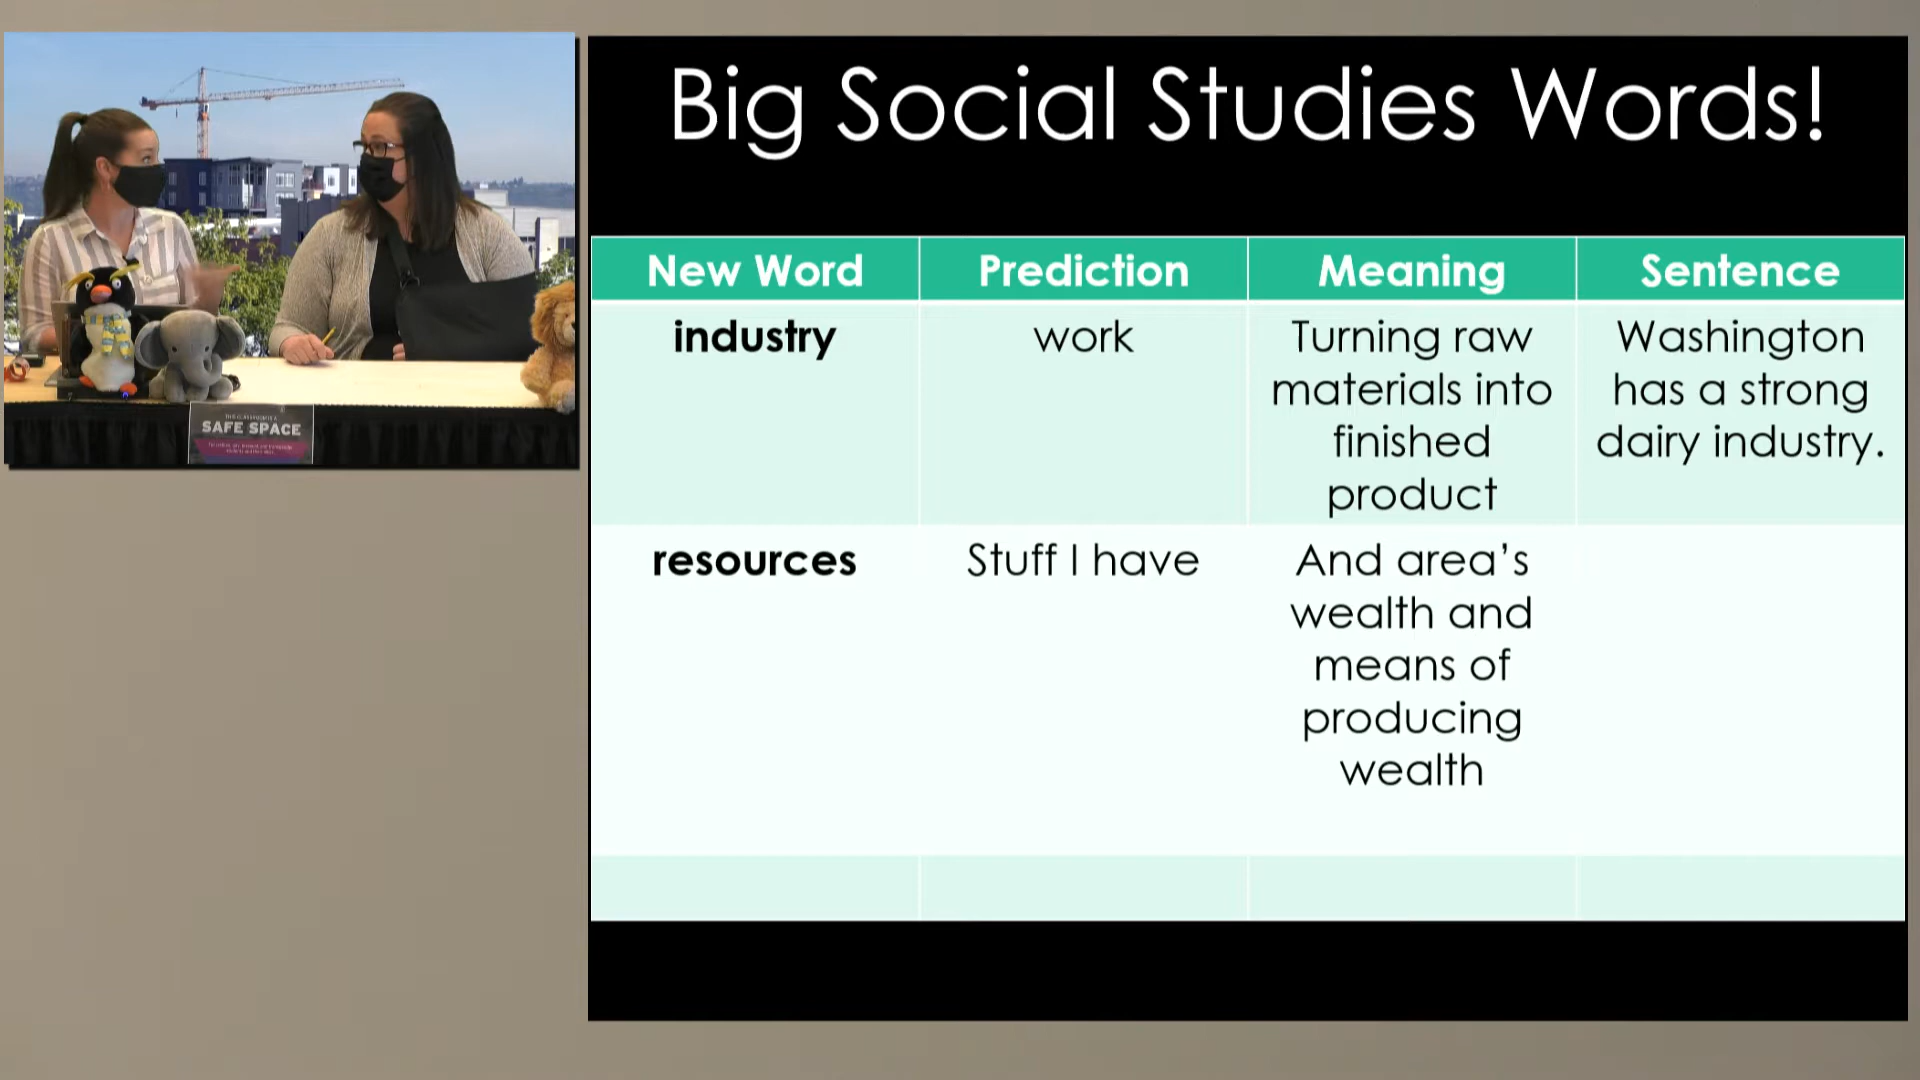 Big Social Studies Words!
New Word
Prediction
Meaning
Sentence
industry
work
Turning raw
materials into
finished
product
Washington
has a strong
dairy industry.
resources
Stuff I have
And area's
wealth and
means of
producing
wealth
SAFE SPACE